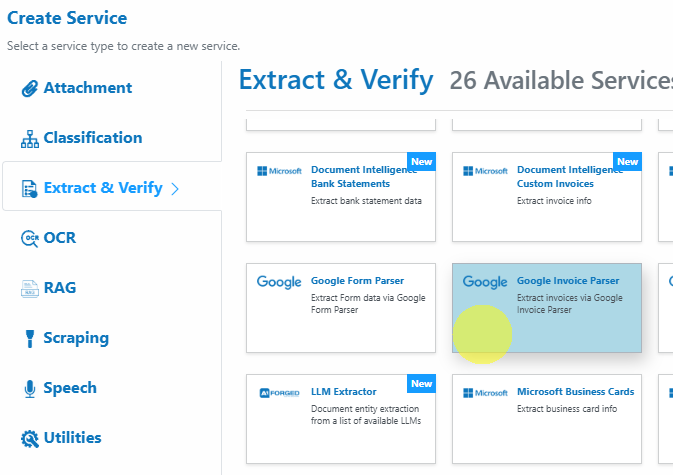 Create Service
Select a service type to create a new service.
Attachment
Classification
Extract & Verify
OCR
OCR
RAG
Scraping
Speech
Utilities
Extract & Verify 26 Available Services
Microsoft
Document Intelligence
Bank Statements
New
Extract bank statement data
Microsoft
Document Intelligence
Custom Invoices
New
Extract invoice info
Google
Google Form Parser
Extract Form data via Google
Form Parser
Google
Google Invoice Parser
Extract invoices via Google
Invoice Parser
AIFORGED
LLM Extractor
New
Document entity extraction
from a list of available LLMs
Microsoft
Microsoft Business Cards
Extract business card info